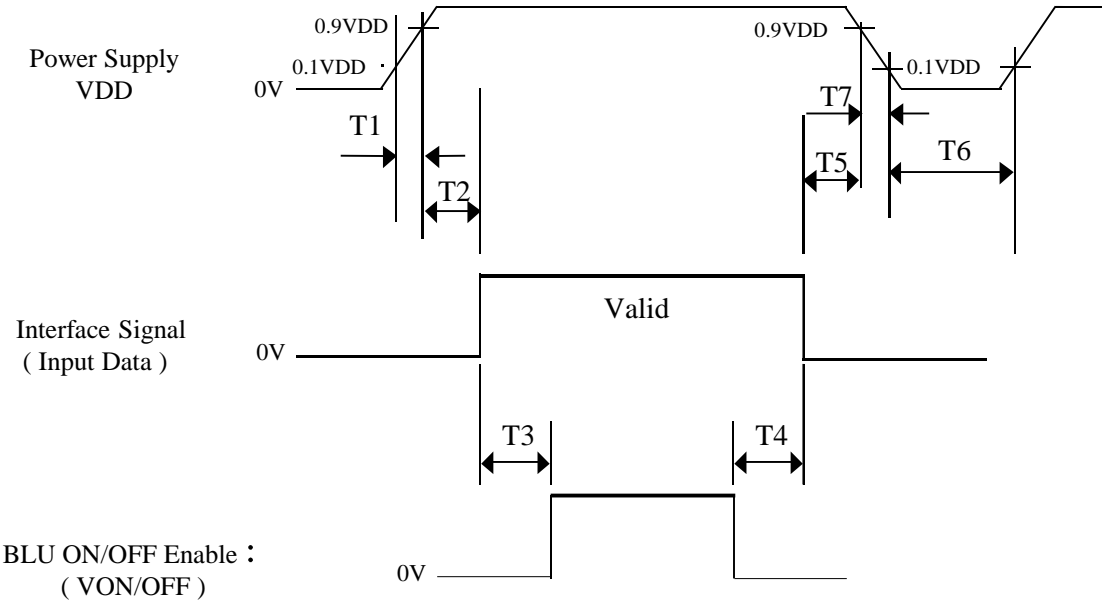 0.9VDD
0.9VDD
Power Supply
VDD
0.1VDD
0.1VDD
0V
T7
T1
T6
T5
T2
Valid
Interface Signal
( Input Data )
0V
T3
T4
BLU ON/OFF Enable：
( VON/OFF )
0V